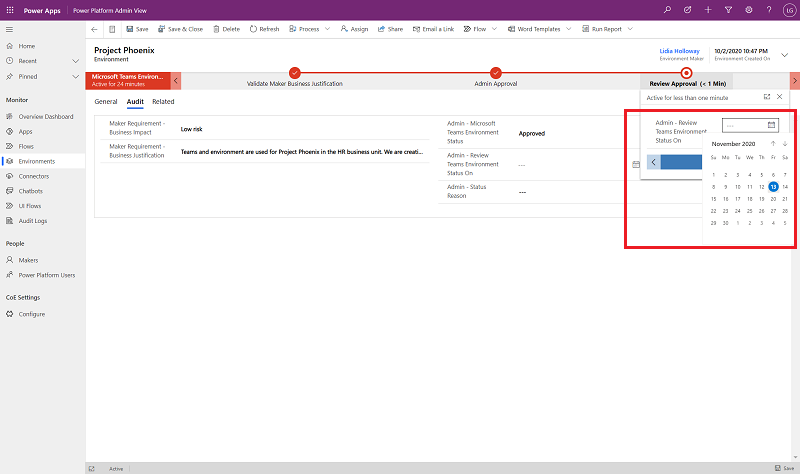 Power Apps
Power Platform Admin View
LG
Save
Save & Close
Delete
Refresh
Process
Assign
Share
Email a Link
Flow
Word Templates
Run Report
Home
Recent
Pinned
Monitor
Overview Dashboard
Apps
Flows
Environments
Connectors
Chatbots
UI Flows
Audit Logs
People
Makers
Power Platform Users
CoE Settings
Configure
Project Phoenix
Environment
Lidia Holloway
Environment Maker
10/2/2020 10:47 PM
Environment Created On
Microsoft Teams Environ...
Active for 24 minutes
Validate Maker Business Justification
Admin Approval
Review Approval (< 1 Min)
General
Audit
Related
Maker Requirement -
Business Impact
Low risk
Maker Requirement -
Business Justification
Teams and environment are used for Project Phoenix in the HR business unit. We are creati...
Admin - Microsoft
Teams Environment
Status
Approved
Admin - Review
Teams Environment
Status On
---
Admin - Status
Reason
---
Active for less than one minute
Admin - Review
Teams Environment
Status On
---
November 2020
Su Mo Tu We Th Fr Sa
1 2 3 4 5 6 7
8 9 10 11 12 13 14
15 16 17 18 19 20 21
22 23 24 25 26 27 28
29 30 1 2 3 4 5
Active
Save